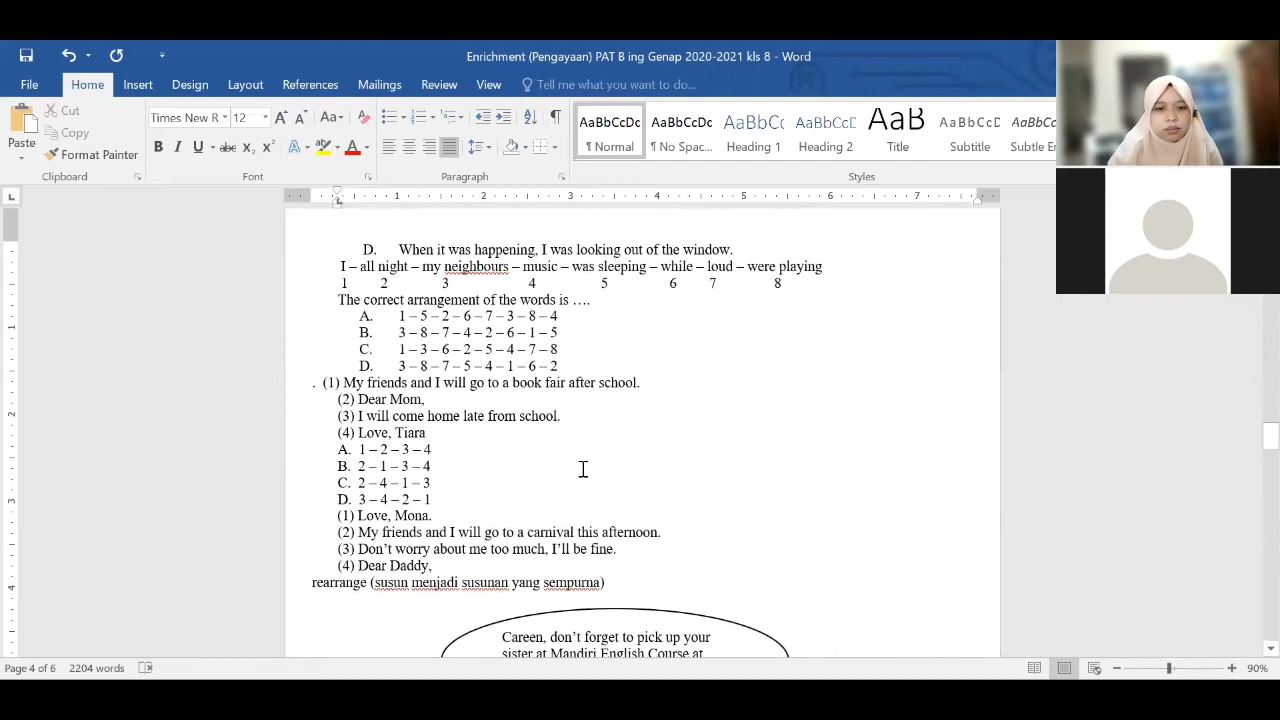 Enrichment (Pengayaan) PAT B ing Genap 2020-2021 kls 8 - Word
File Home Insert Design Layout References Mailings Review View Tell me what you want to do...
Cut
Copy
Paste
Format Painter
Times New R 12
AaBbCcDc AaBbCcDc AaBbCc AaBbCcD AaB AaBbCcD AaBbCc
¶ Normal ¶ No Spac... Heading 1 Heading 2 Title Subtitle Subtle En
Clipboard Font Paragraph Styles
1 2 3 4 5 6 7
D. When it was happening, I was looking out of the window.
I – all night – my neighbours – music – was sleeping – while – loud – were playing
1 2 3 4 5 6 7 8
The correct arrangement of the words is ….
A. 1 – 5 – 2 – 6 – 7 – 3 – 8 – 4
B. 3 – 8 – 7 – 4 – 2 – 6 – 1 – 5
C. 1 – 3 – 6 – 2 – 5 – 4 – 7 – 8
D. 3 – 8 – 7 – 5 – 4 – 1 – 6 – 2
. (1) My friends and I will go to a book fair after school.
(2) Dear Mom,
(3) I will come home late from school.
(4) Love, Tiara
A. 1 – 2 – 3 – 4
B. 2 – 1 – 3 – 4
C. 2 – 4 – 1 – 3
D. 3 – 4 – 2 – 1
(1) Love, Mona.
(2) My friends and I will go to a carnival this afternoon.
(3) Don’t worry about me too much, I’ll be fine.
(4) Dear Daddy,
rearrange (susun menjadi susunan yang sempurna)
Careen, don’t forget to pick up your
sister at Mandiri English Course at
Page 4 of 6 2204 words 90%